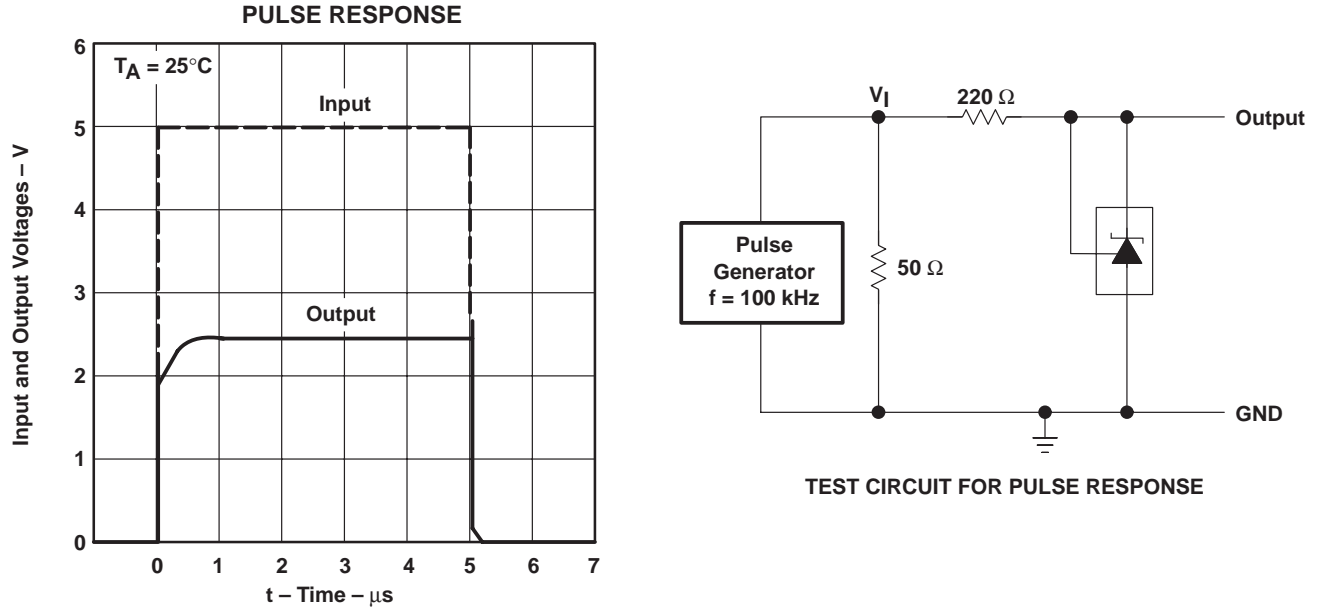 PULSE RESPONSE
6
T_A = 25°C
Input
5
4
3
Output
2
1
0
0 1 2 3 4 5 6 7
t – Time – μs
Input and Output Voltages – V
V_I
220 Ω
Output
Pulse
Generator
f = 100 kHz
50 Ω
GND
TEST CIRCUIT FOR PULSE RESPONSE